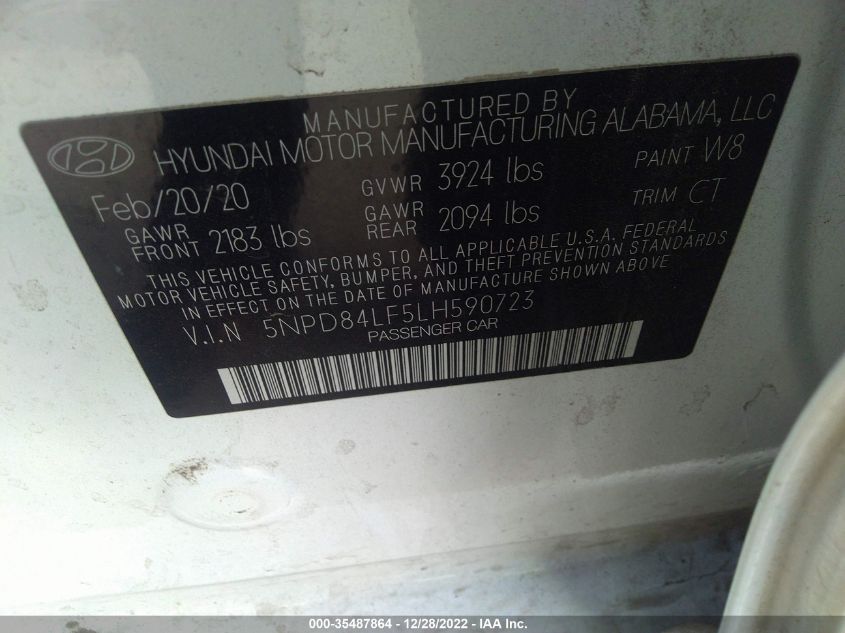 MANUFACTURED BY
HYUNDAI MOTOR MANUFACTURING ALABAMA, LLC
Feb/20/20 GVWR 3924 lbs PAINT W8
GAWR FRONT 2183 lbs GAWR REAR 2094 lbs TRIM CT
THIS VEHICLE CONFORMS TO ALL APPLICABLE U.S.A. FEDERAL
MOTOR VEHICLE SAFETY, BUMPER, AND THEFT PREVENTION STANDARDS
IN EFFECT ON THE DATE OF MANUFACTURE SHOWN ABOVE
V.I.N 5NPD84LF5LH590723
PASSENGER CAR
000-35487864 - 12/28/2022 - IAA Inc.